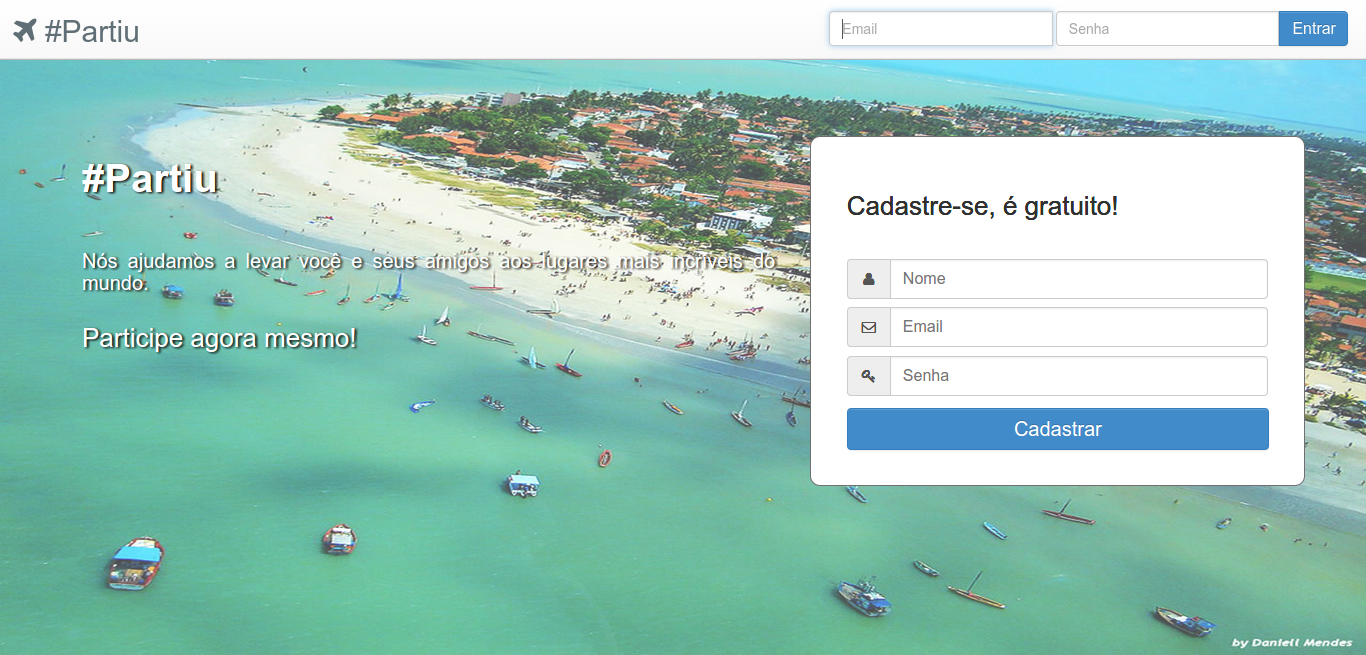 #Partiu
Email
Senha
Entrar
#Partiu
Nós ajudamos a levar você e seus amigos aos lugares mais incríveis do
mundo.
Participe agora mesmo!
Cadastre-se, é gratuito!
Nome
Email
Senha
Cadastrar
by Daniell Mendes